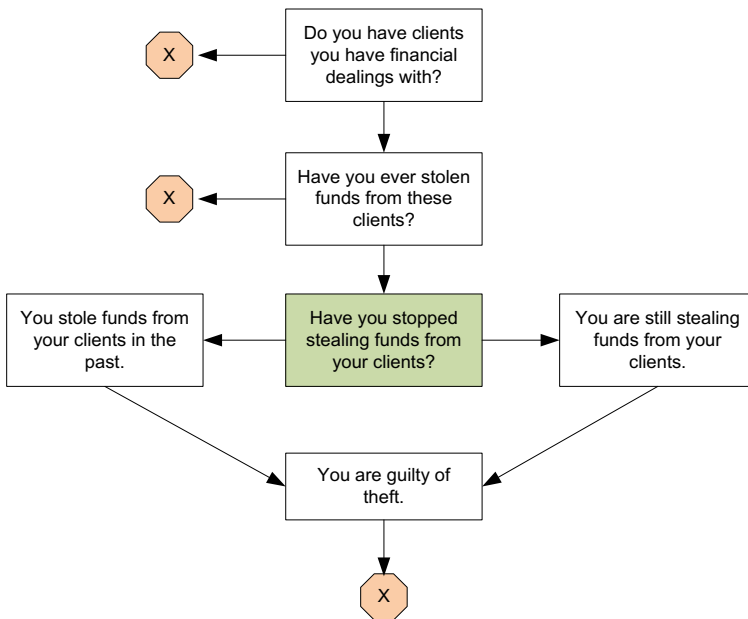 Do you have clients
you have financial
dealings with?
X
Have you ever stolen
funds from these
clients?
X
You stole funds from
your clients in the
past.
Have you stopped
stealing funds from
your clients?
You are still stealing
funds from your
clients.
You are guilty of
theft.
X